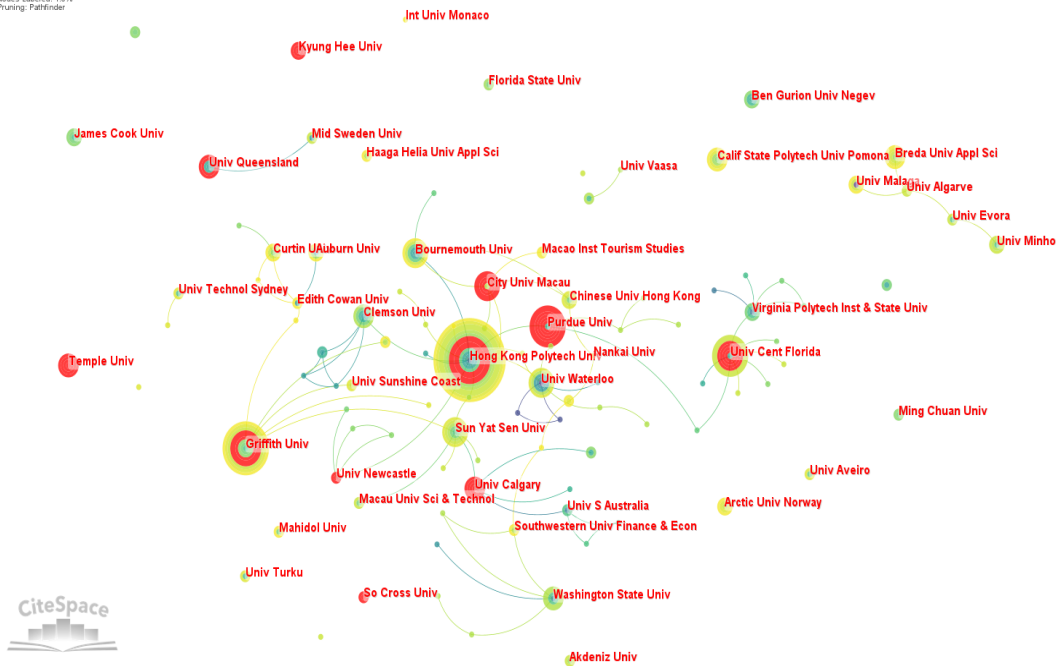 Pruning: Pathfinder
Int Univ Monaco
Kyung Hee Univ
Florida State Univ
Ben Gurion Univ Negev
James Cook Univ
Mid Sweden Univ
Haaga Helia Univ Appl Sci
Univ Queensland
Univ Vaasa
Calif State Polytech Univ Pomona
Breda Univ Appl Sci
Univ Malaga
Univ Algarve
Univ Evora
Univ Minho
Curtin U
Auburn Univ
Bournemouth Univ
Macao Inst Tourism Studies
Univ Technol Sydney
City Univ Macau
Edith Cowan Univ
Chinese Univ Hong Kong
Clemson Univ
Virginia Polytech Inst & State Univ
Purdue Univ
Hong Kong Polytech Univ
Nankai Univ
Univ Cent Florida
Temple Univ
Univ Sunshine Coast
Univ Waterloo
Ming Chuan Univ
Sun Yat Sen Univ
Griffith Univ
Univ Newcastle
Univ Aveiro
Univ Calgary
Macau Univ Sci & Technol
Univ S Australia
Arctic Univ Norway
Mahidol Univ
Southwestern Univ Finance & Econ
Univ Turku
So Cross Univ
Washington State Univ
CiteSpace
Akdeniz Univ